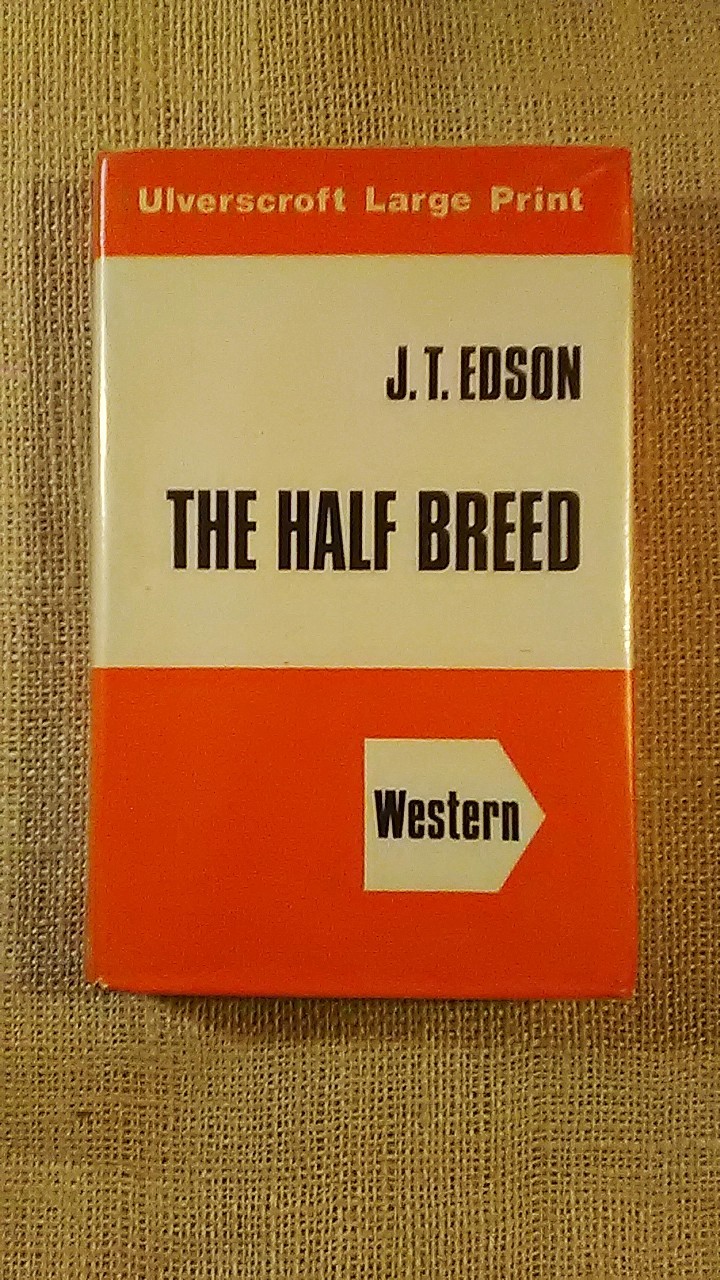 Ulverscroft Large Print
J. T. EDSON
THE HALF BREED
Western